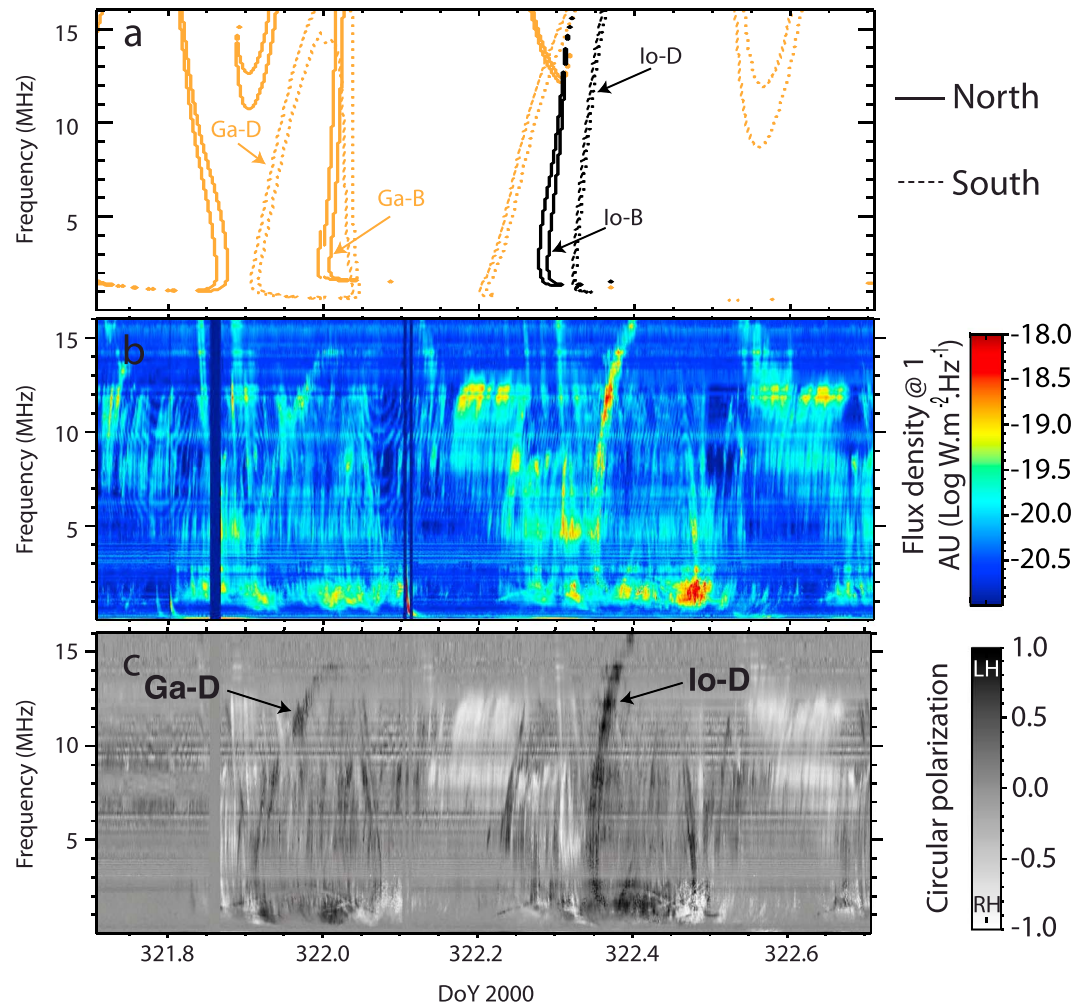 a
15
10
5
Frequency (MHz)
Ga-D
Ga-B
Io-D
Io-B
North
South
b
15
10
5
Frequency (MHz)
Flux density @ 1
AU (Log W.m-2.Hz-1)
-18.0
-18.5
-19.0
-19.5
-20.0
-20.5
c
15
10
5
Frequency (MHz)
Ga-D
Io-D
Circular polarization
LH
RH
1.0
0.5
0.0
-0.5
-1.0
321.8
322.0
322.2
322.4
322.6
DoY 2000